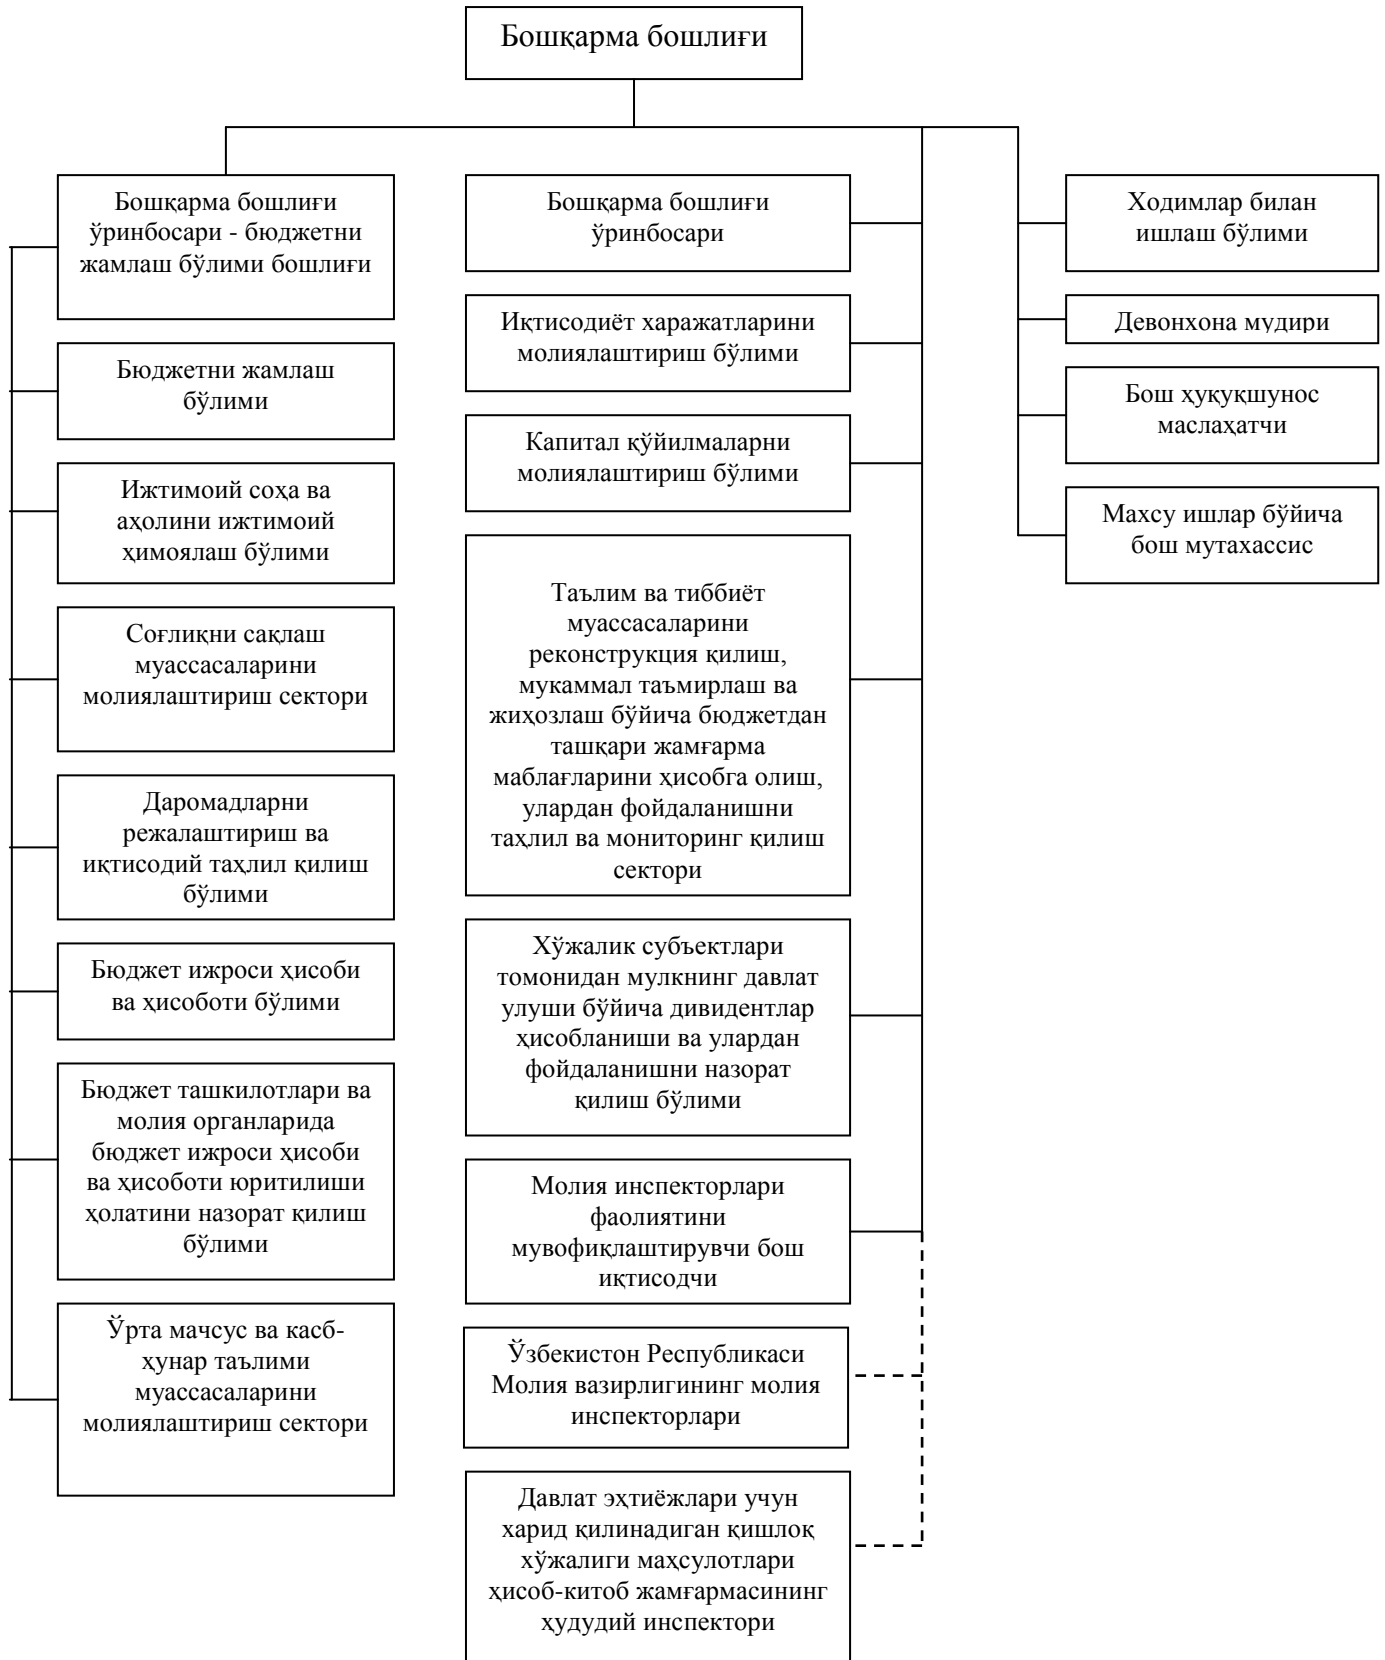 Бошқарма бошлиғи
Бошқарма бошлиғи
ўринбосари - бюджетни
жамлаш бўлими бошлиғи
Бюджетни жамлаш
бўлими
Ижтимоий соҳа ва
аҳолини ижтимоий
ҳимоялаш бўлими
Соғлиқни сақлаш
муассасаларини
молиялаштириш сектори
Даромадларни
режалаштириш ва
иқтисодий таҳлил қилиш
бўлими
Бюджет ижроси ҳисоби
ва ҳисоботи бўлими
Бюджет ташкилотлари ва
молия органларида
бюджет ижроси ҳисоби
ва ҳисоботи юритилиши
ҳолатини назорат қилиш
бўлими
Ўрта мачсус ва касб-
ҳунар таълими
муассасаларини
молиялаштириш сектори
Бошқарма бошлиғи
ўринбосари
Иқтисодиёт харажатларини
молиялаштириш бўлими
Капитал қўйилмаларни
молиялаштириш бўлими
Таълим ва тиббиёт
муассасаларини
реконструкция қилиш,
мукаммал таъмирлаш ва
жиҳозлаш бўйича бюджетдан
ташқари жамғарма
маблағларини ҳисобга олиш,
улардан фойдаланишни
таҳлил ва мониторинг қилиш
сектори
Хўжалик субъектлари
томонидан мулкнинг давлат
улуши бўйича дивидентлар
ҳисобланиши ва улардан
фойдаланишни назорат
қилиш бўлими
Молия инспекторлари
фаолиятини
мувофиқлаштирувчи бош
иқтисодчи
Ўзбекистон Республикаси
Молия вазирлигининг молия
инспекторлари
Давлат эҳтиёжлари учун
харид қилинадиган қишлоқ
хўжалиги маҳсулотлари
ҳисоб-китоб жамғармасининг
ҳудудий инспектори
Ходимлар билан
ишлаш бўлими
Девонхона мудири
Бош ҳуқуқшунос
маслаҳатчи
Махсу ишлар бўйича
бош мутахассис